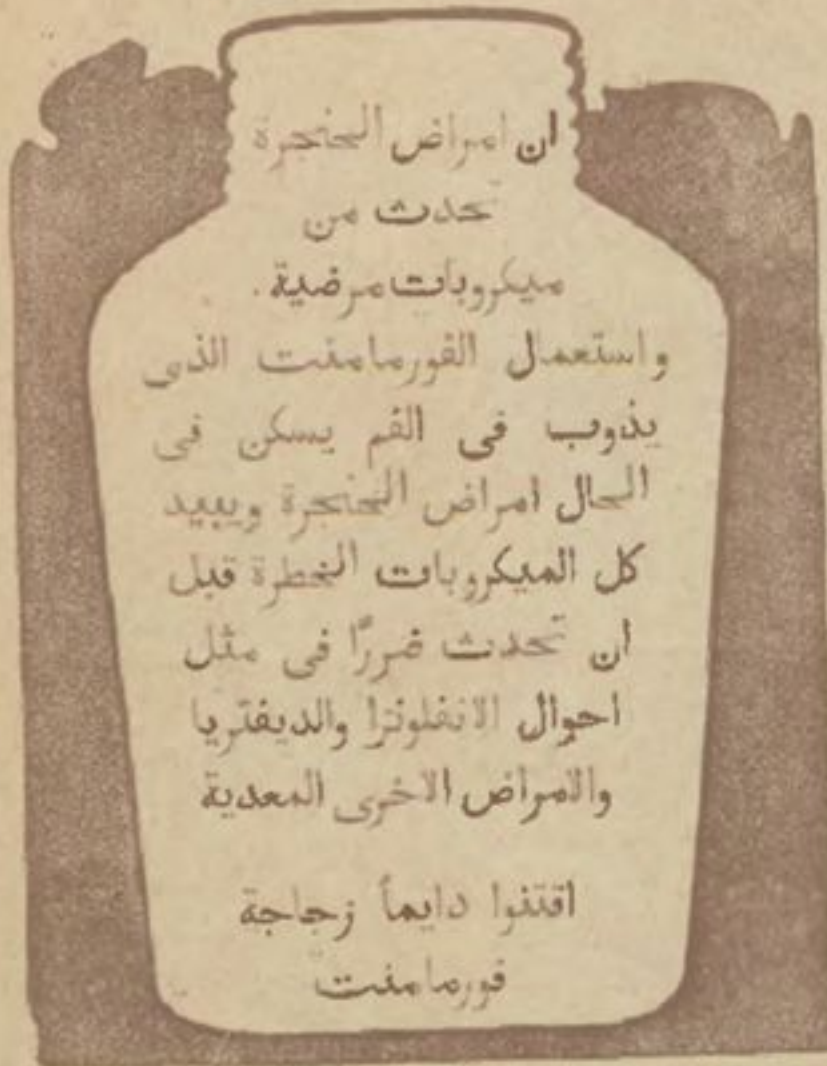 ان امراض الحنجرة
تحدث من
ميكروبات مرضية.
واستعمال الفورمامنت الذى
يذوب فى الفم يسكن فى
الحال امراض الحنجرة ويبيد
كل الميكروبات الخطرة قبل
ان تحدث ضررًا فى مثل
احوال الانفلونزا والديفتريا
والامراض الاخرى المعدية
اقتنوا دايماً زجاجة
فورمامنت